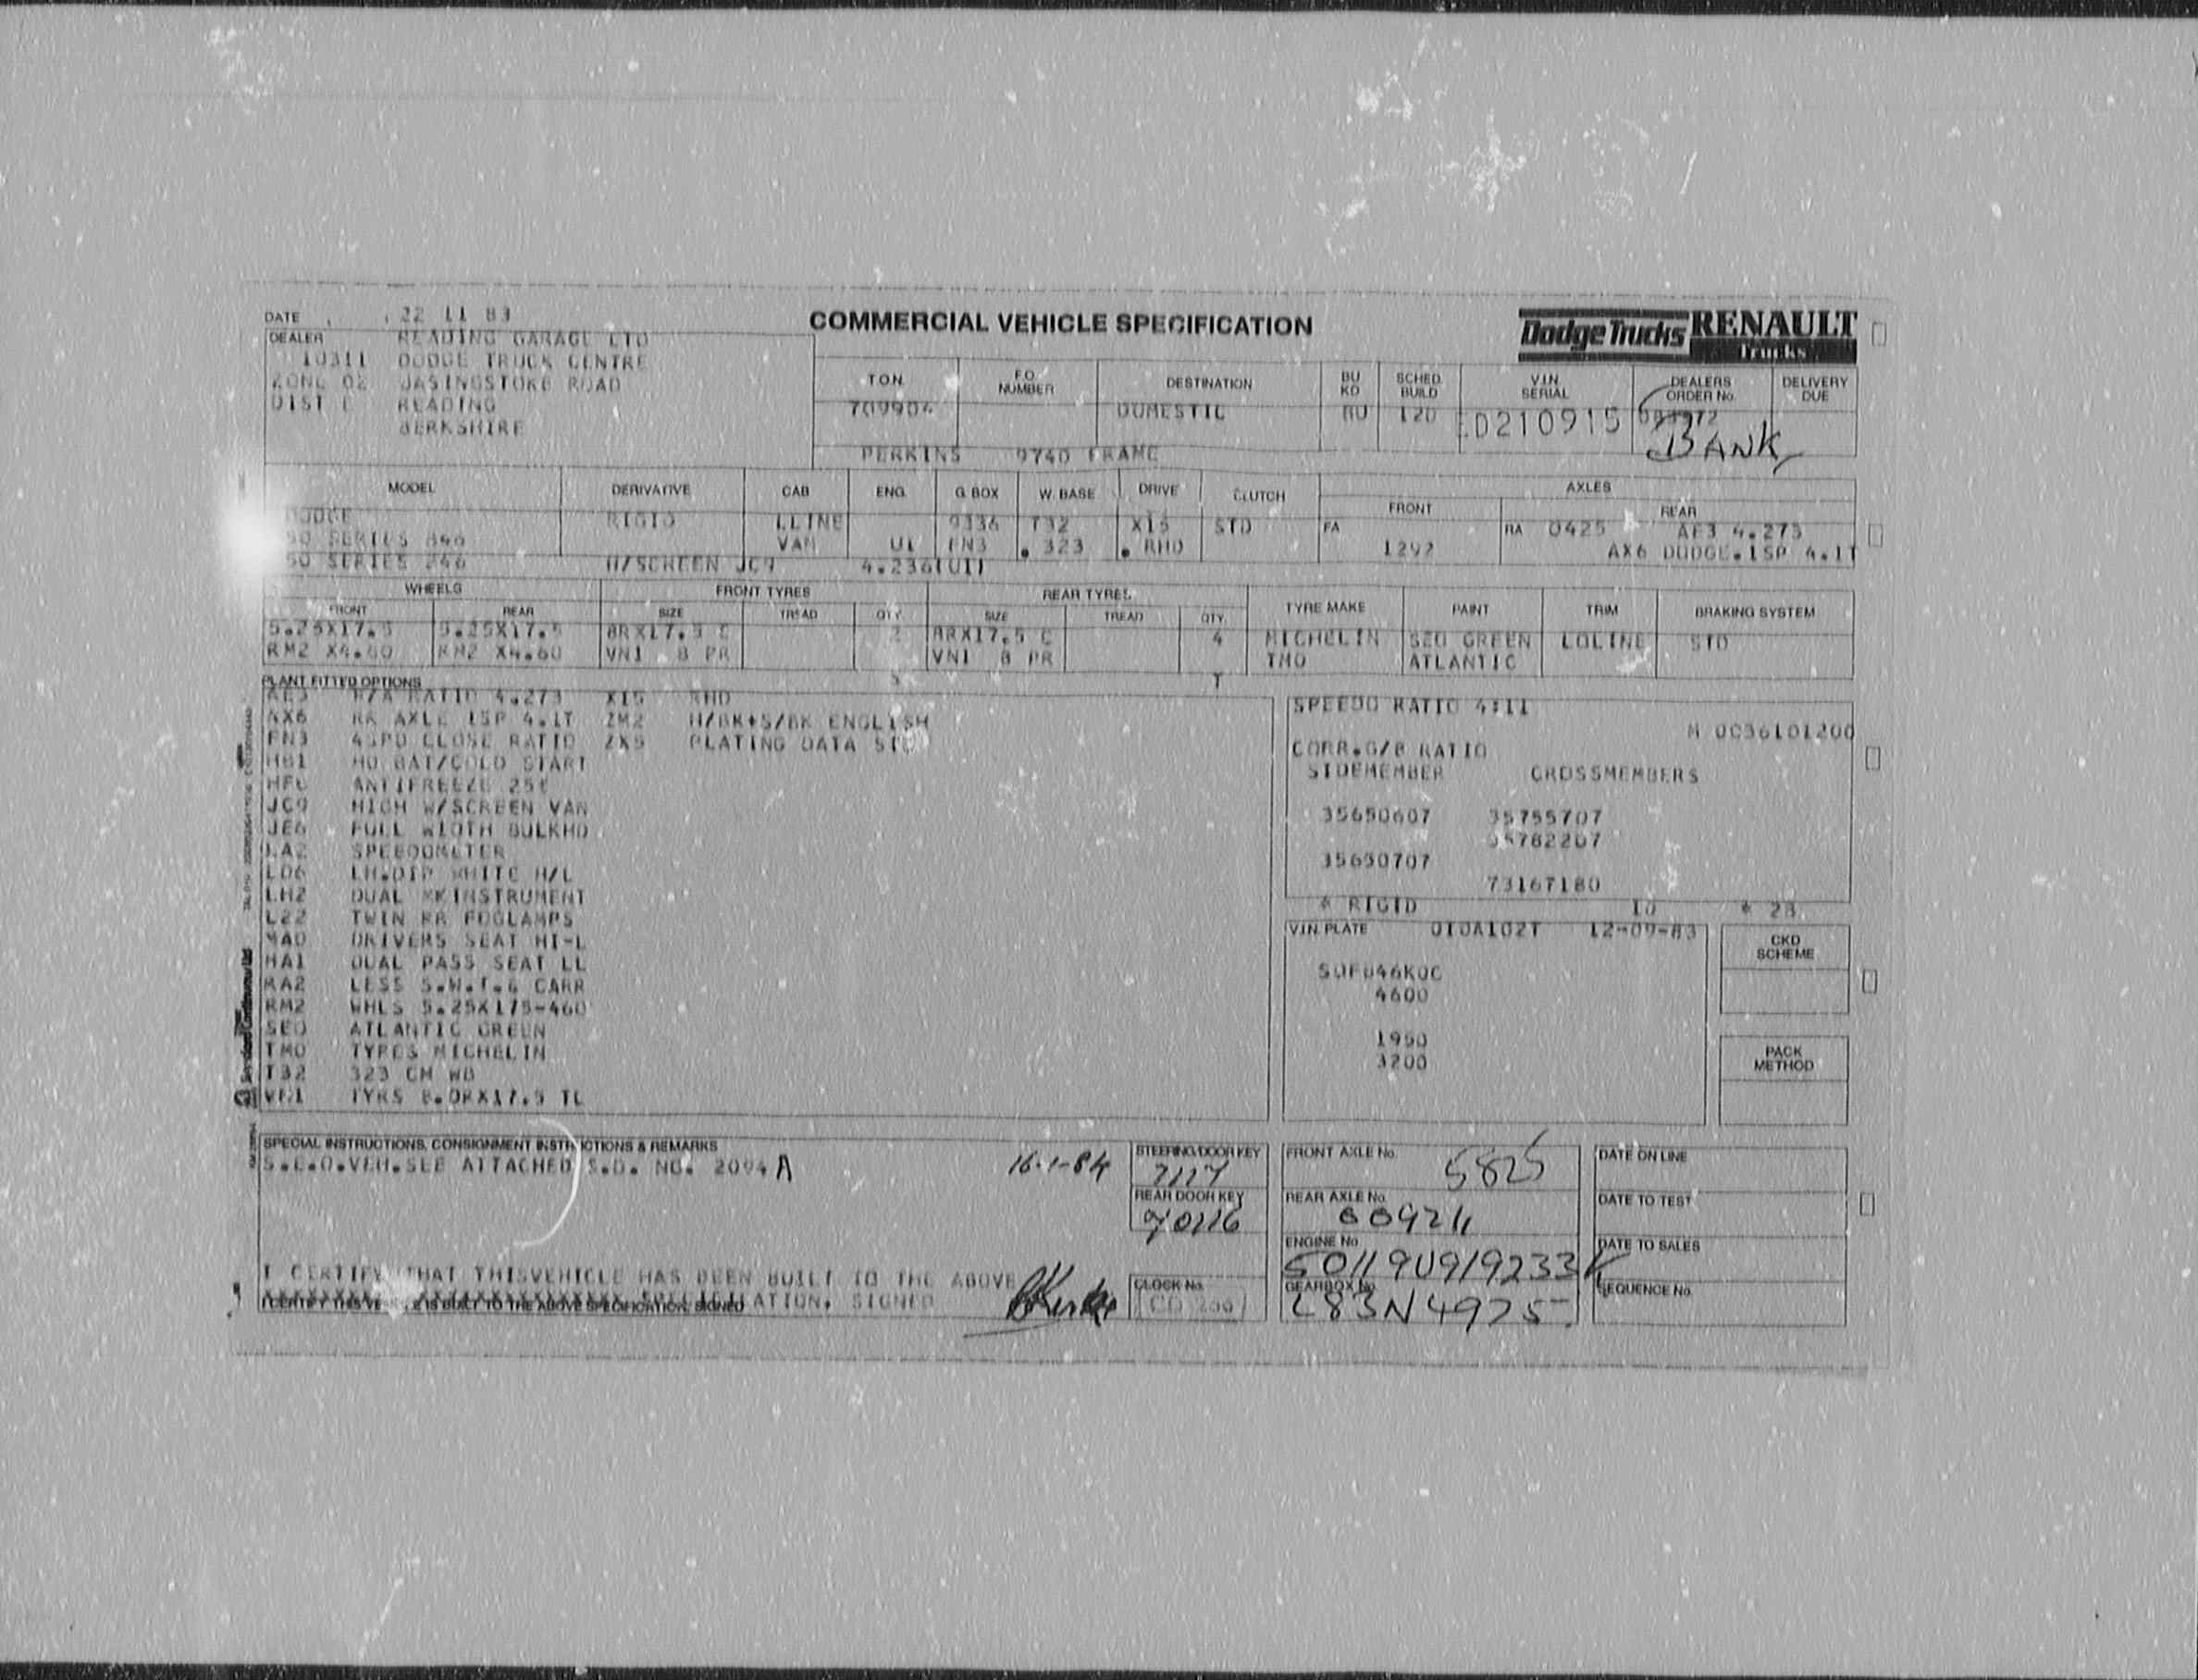 DATE 22 11 83
COMMERCIAL VEHICLE SPECIFICATION
Dodge Trucks RENAULT Trucks
DEALER READING GARAGE LTD
10311 DODGE TRUCK CENTRE
ZONE 02 BASINGSTOKE ROAD
DIST E READING
BERKSHIRE
T.O.N. F.O. NUMBER DESTINATION BU KD SCHED. BUILD V.I.N. SERIAL DEALERS ORDER No. DELIVERY DUE
709904 DOMESTIC BU 120 ED210915
BANK
PERKINS 9740 FRAME
MODEL DERIVATIVE CAB ENG. G. BOX W. BASE DRIVE CLUTCH AXLES
FRONT REAR
DODGE RIGID LLINE 9336 T32 X15 STD FA RA 0425 AE3 4.273
50 SERIES 846 VAN U1 FN3 . 323 . RHD 1292 AX6 DODGE.1SP 4.1T
50 SERIES 246 H/SCREEN JC9 4.236(U1)
WHEELS FRONT TYRES REAR TYRES TYRE MAKE PAINT TRIM BRAKING SYSTEM
FRONT REAR SIZE TREAD QTY. SIZE TREAD QTY.
5.25X17.5 5.25X17.5 8RX17.5 C 2 8RX17.5 C 4 MICHELIN SEO GREEN LOLINE STD
RM2 X4.60 RM2 X4.60 VN1 8 PR VN1 8 PR TMO ATLANTIC
PLANT FITTED OPTIONS
AE3 R/A RATIO 4.273 X15 RHD
AX6 RR AXLE 1SP 4.1T ZM2 H/BK+S/BK ENGLISH
FN3 4SPD CLOSE RATIO ZX5 PLATING DATA
HB1 HD BAT/COLD START
HFC ANTIFREEZE 25%
JC9 HIGH W/SCREEN VAN
JE6 FULL WIDTH BULKHD
LA2 SPEEDOMETER
LD6 LH.DIP WHITE H/L
LH2 DUAL MK INSTRUMENT
LZ2 TWIN RR FOGLAMPS
MAO DRIVERS SEAT HI-L
NA1 DUAL PASS SEAT LL
RA2 LESS S.W.T.& CARR
RM2 WHLS 5.25X175-460
SEO ATLANTIC GREEN
TMO TYRES MICHELIN
T32 323 CM WB
VN1 TYRS 8.0RX17.5 TL
SPEEDO RATIO 4:11
N 0036101200
CORR.G/B RATIO
SIDEMEMBER CROSSMEMBERS
35650607 35755707
35782207
35650707
73167180
* RIGID 10 * 28
VIN PLATE 010A102T 12-09-83
SDFB46KOC
4600
1950
3200
CKD SCHEME
PACK METHOD
SPECIAL INSTRUCTIONS, CONSIGNMENT INSTRUCTIONS & REMARKS
S.E.O.VEH.SEE ATTACHED S.O. NO. 2094 A
16-1-84
I CERTIFY THAT THISVEHICLE HAS BEEN BUILT TO THE ABOVE
SPECIFICATION, SIGNED
STEERING/DOOR KEY 7117
REAR DOOR KEY 70116
CLOCK No.
FRONT AXLE No. 5825
REAR AXLE No. 009211
ENGINE No. 50119U919233K
GEARBOX No. L83N4925
DATE ON LINE
DATE TO TEST
DATE TO SALES
SEQUENCE No.